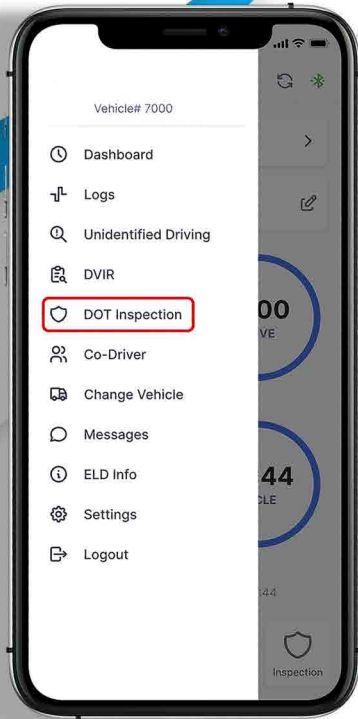 Vehicle# 7000
Dashboard
Logs
Unidentified Driving
DVIR
DOT Inspection
Co-Driver
Change Vehicle
Messages
ELD Info
Settings
Logout
00
VE
44
CLE
:44
Inspection